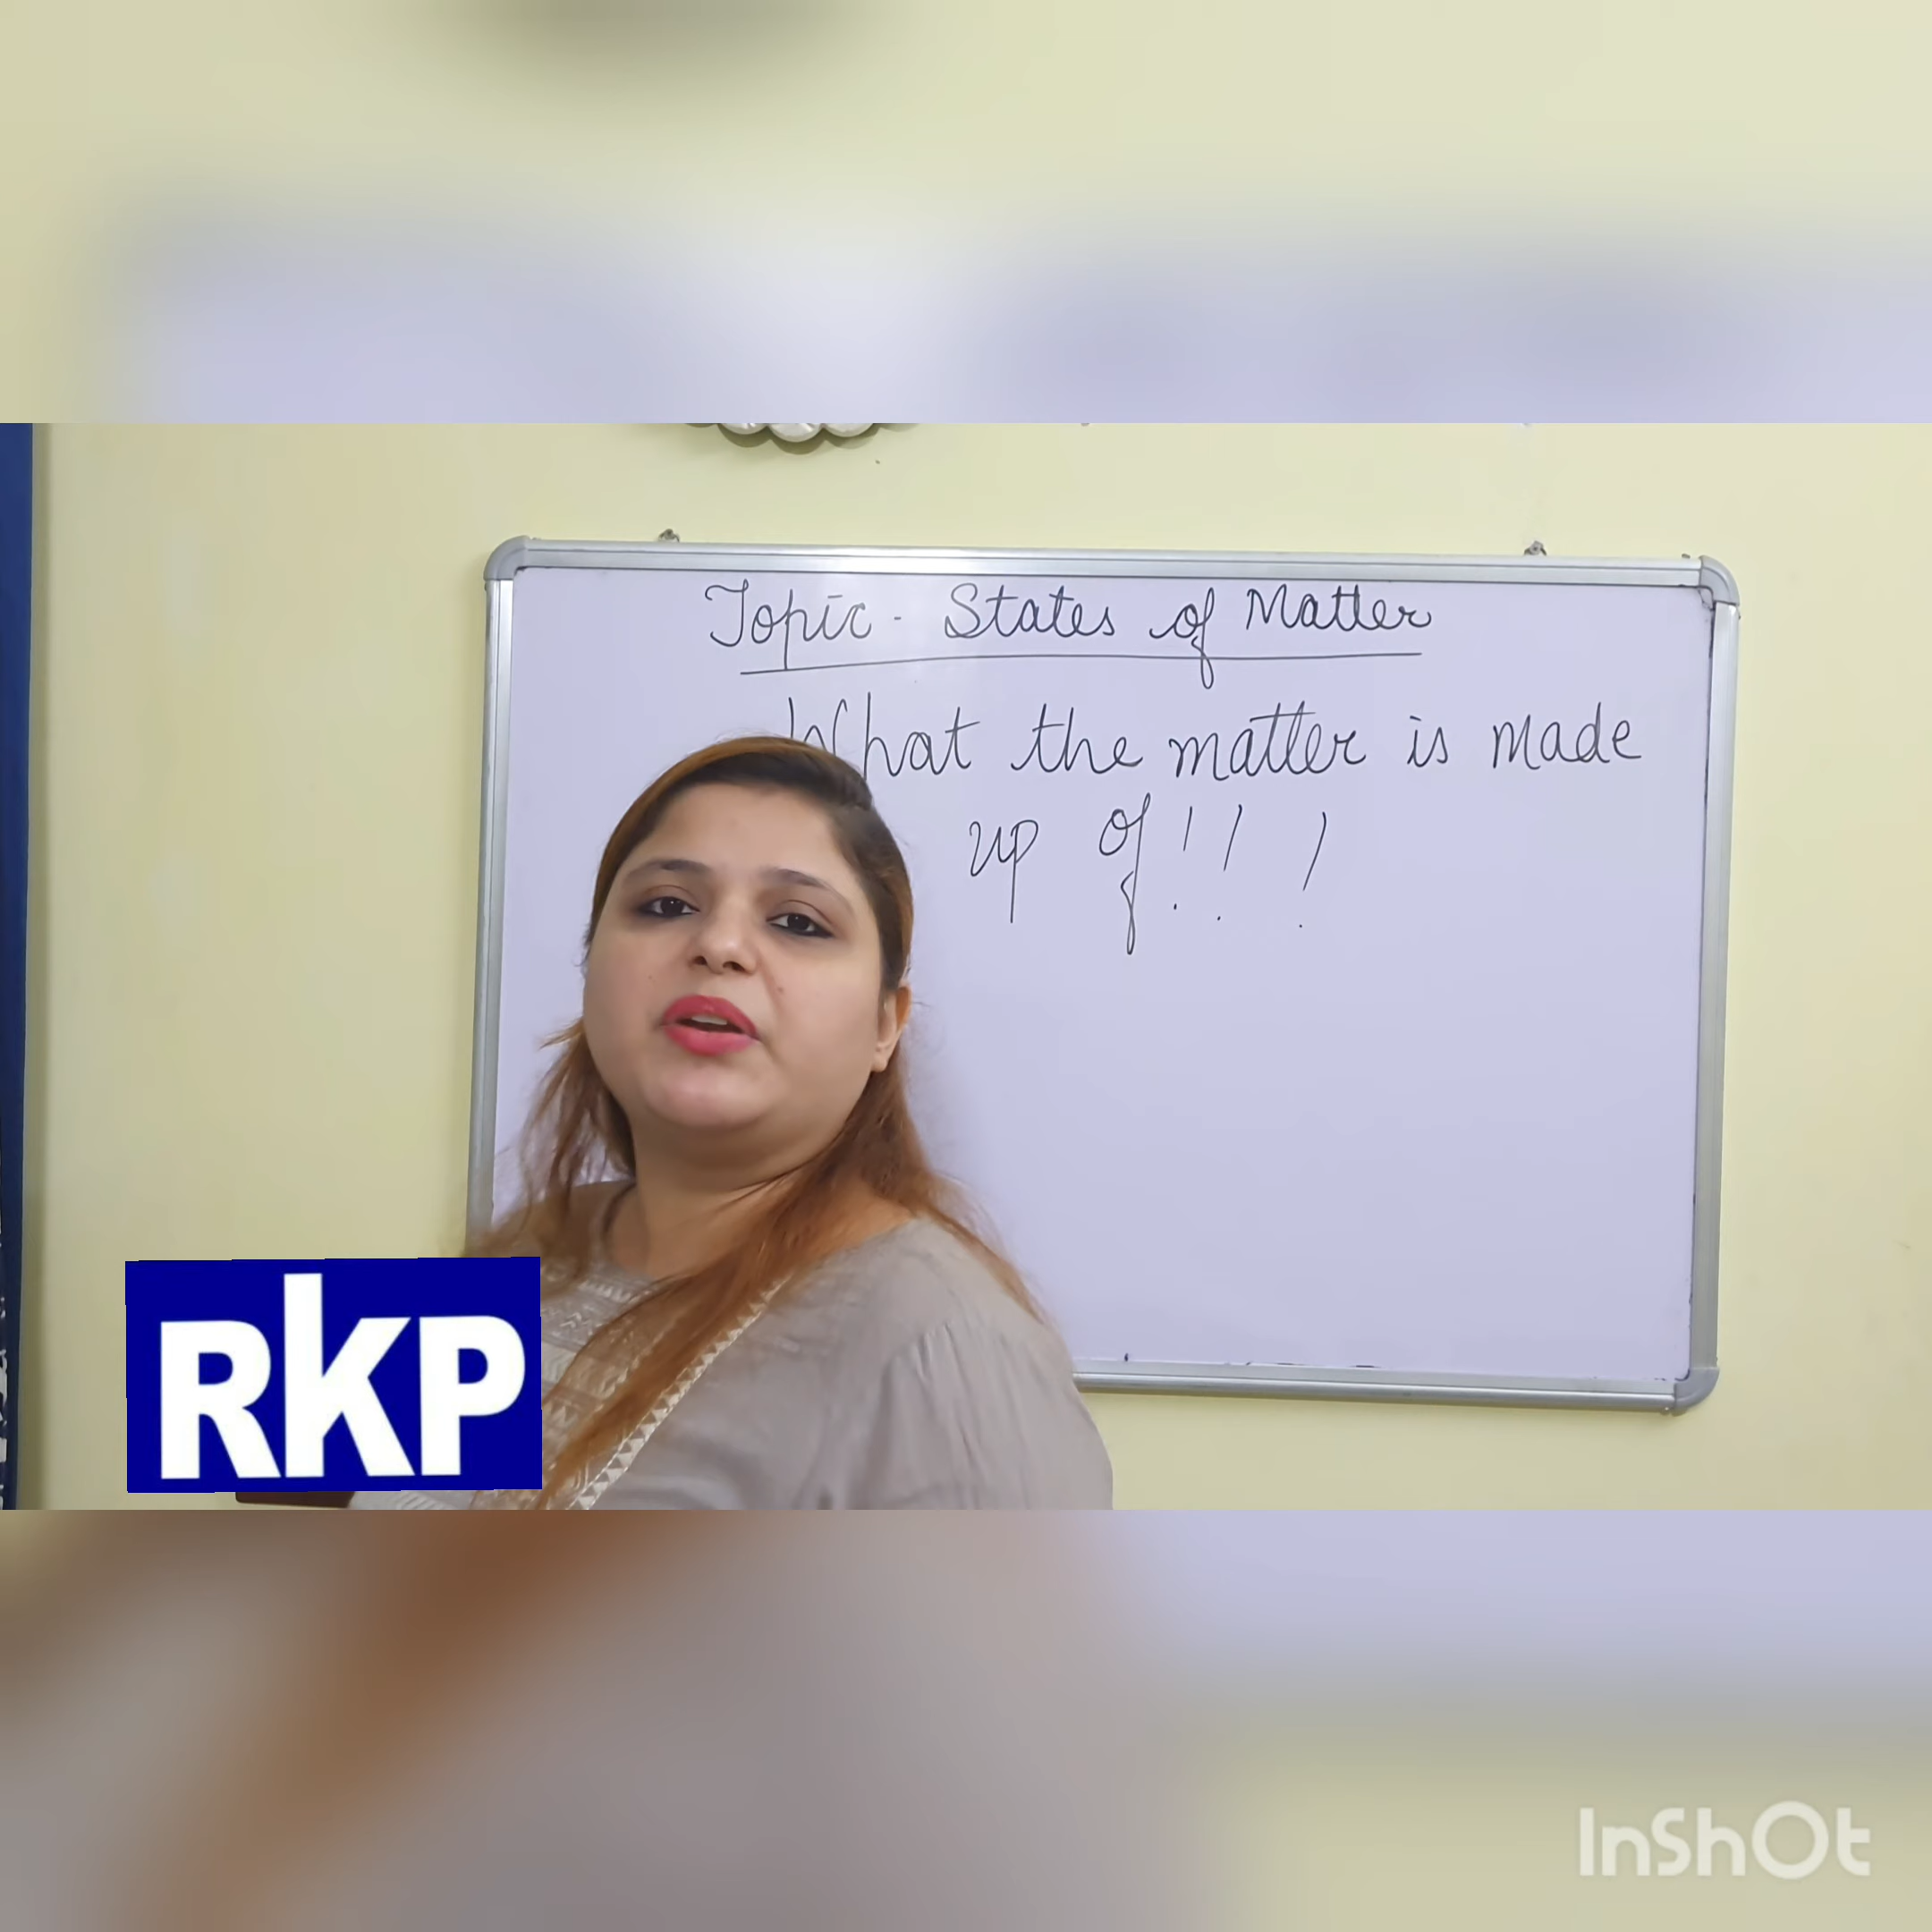 Topic - States of Matter
What the matter is made
up of!!!
RKP
InShOt